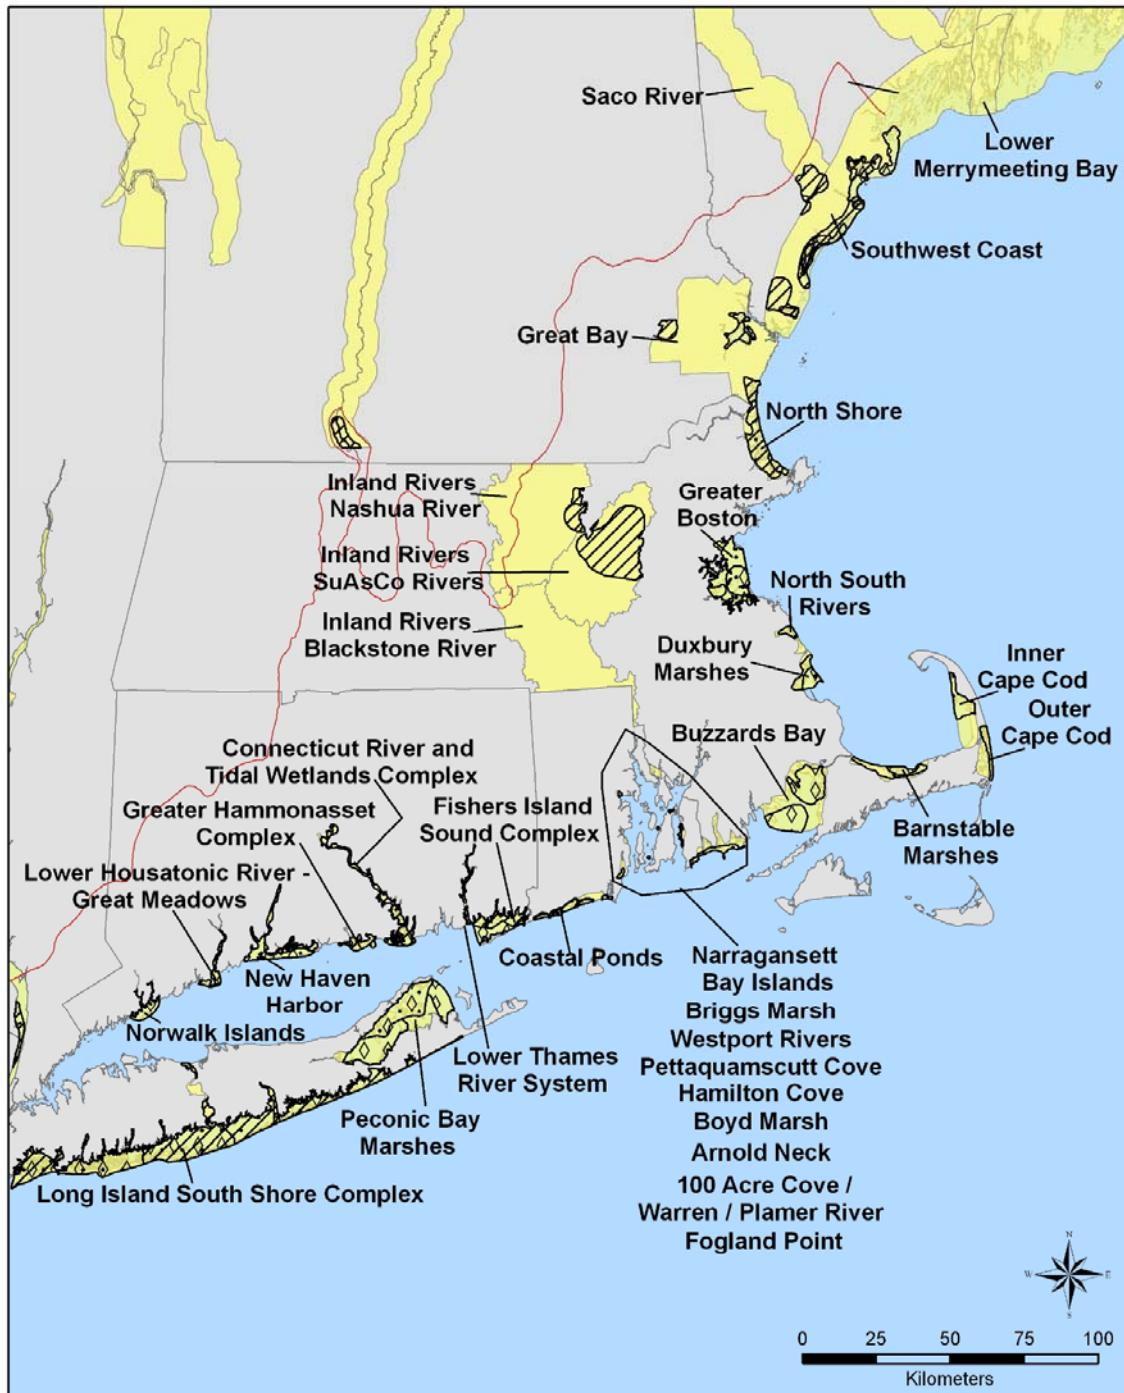 Saco River
Lower
Merrymeeting Bay
Southwest Coast
Great Bay
North Shore
Inland Rivers
Nashua River
Greater
Boston
Inland Rivers
SuAsCo Rivers
North South
Rivers
Inland Rivers
Blackstone River
Duxbury
Marshes
Inner
Cape Cod
Outer
Cape Cod
Buzzards Bay
Connecticut River and
Tidal Wetlands Complex
Greater Hammonasset
Complex
Fishers Island
Sound Complex
Barnstable
Marshes
Lower Housatonic River -
Great Meadows
New Haven
Harbor
Coastal Ponds
Norwalk Islands
Lower Thames
River System
Peconic Bay
Marshes
Long Island South Shore Complex
Narragansett
Bay Islands
Briggs Marsh
Westport Rivers
Pettaquamscutt Cove
Hamilton Cove
Boyd Marsh
Arnold Neck
100 Acre Cove /
Warren / Plamer River
Fogland Point
N
W E
S
0 25 50 75 100
Kilometers